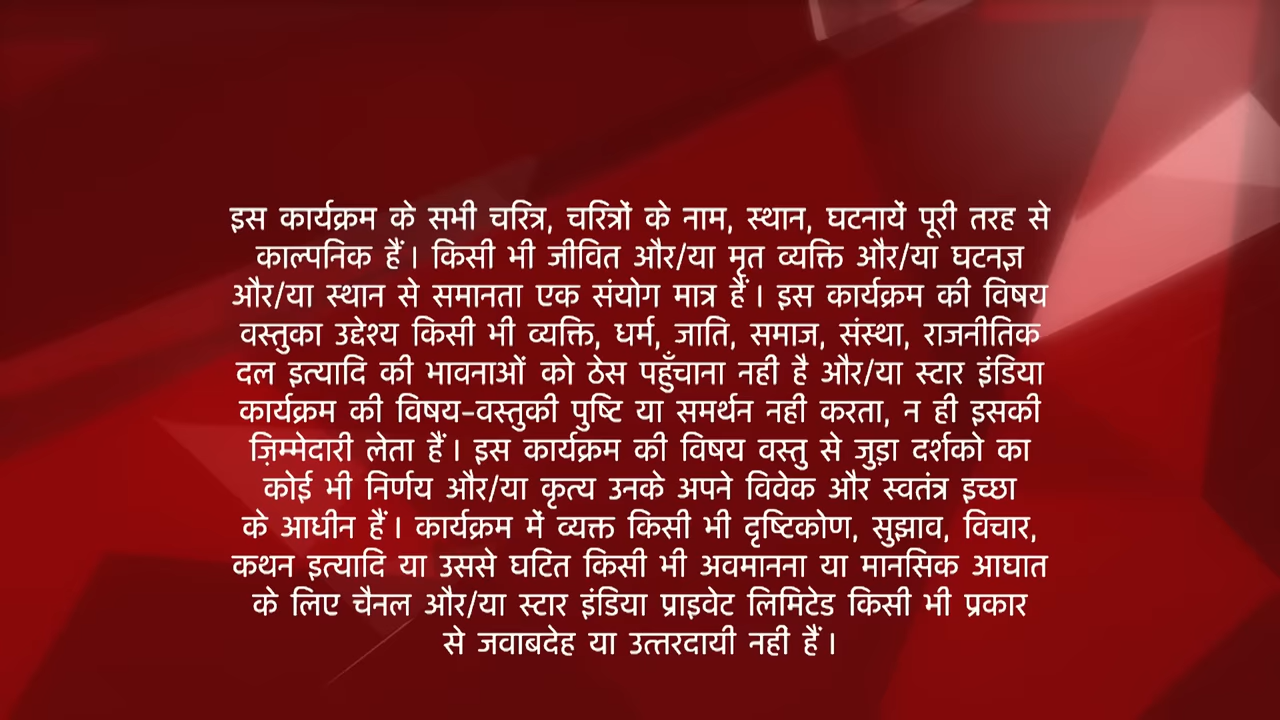 इस कार्यक्रम के सभी चरित्र, चरित्रों के नाम, स्थान, घटनायें पूरी तरह से
काल्पनिक हैं। किसी भी जीवित और/या मृत व्यक्ति और/या घटनज्ञ
और/या स्थान से समानता एक संयोग मात्र हैं। इस कार्यक्रम की विषय
वस्तुका उद्देश्य किसी भी व्यक्ति, धर्म, जाति, समाज, संस्था, राजनीतिक
दल इत्यादि की भावनाओं को ठेस पहुँचाना नही है और/या स्टार इंडिया
कार्यक्रम की विषय-वस्तुकी पुष्टि या समर्थन नही करता, न ही इसकी
ज़िम्मेदारी लेता हैं। इस कार्यक्रम की विषय वस्तु से जुड़ा दर्शको का
कोई भी निर्णय और/या कृत्य उनके अपने विवेक और स्वतंत्र इच्छा
के आधीन हैं। कार्यक्रम में व्यक्त किसी भी दृष्टिकोण, सुझाव, विचार,
कथन इत्यादि या उससे घटित किसी भी अवमानना या मानसिक आघात
के लिए चैनल और/या स्टार इंडिया प्राइवेट लिमिटेड किसी भी प्रकार
से जवाबदेह या उत्तरदायी नही हैं।